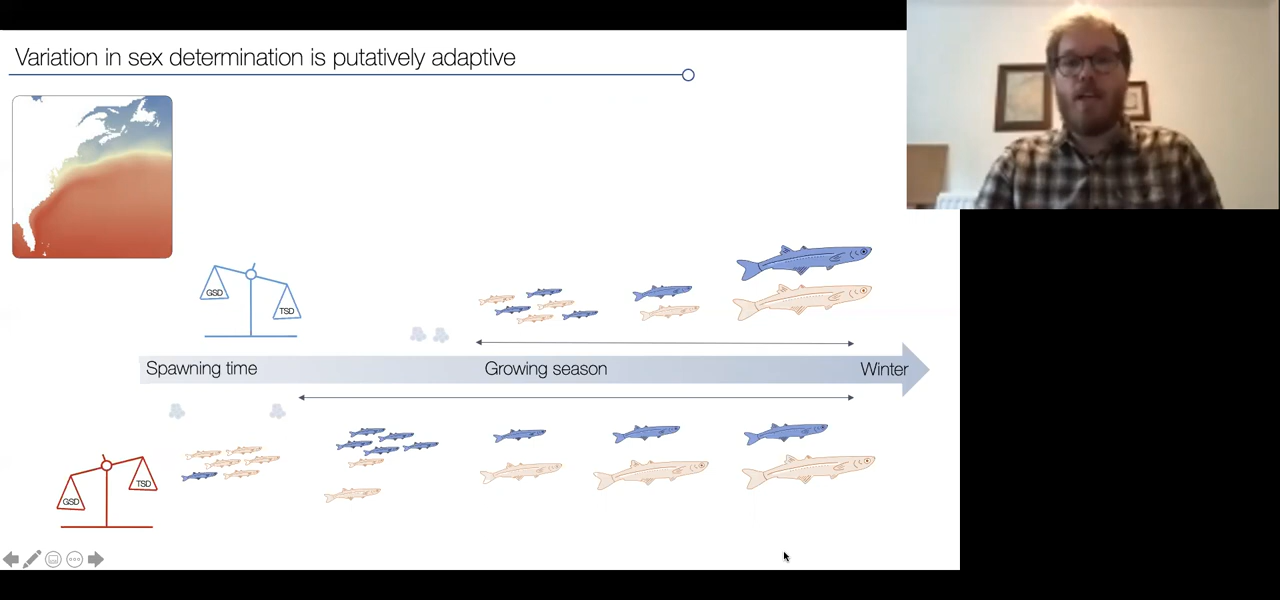 Variation in sex determination is putatively adaptive
GSD
TSD
Spawning time
Growing season
Winter
TSD
GSD